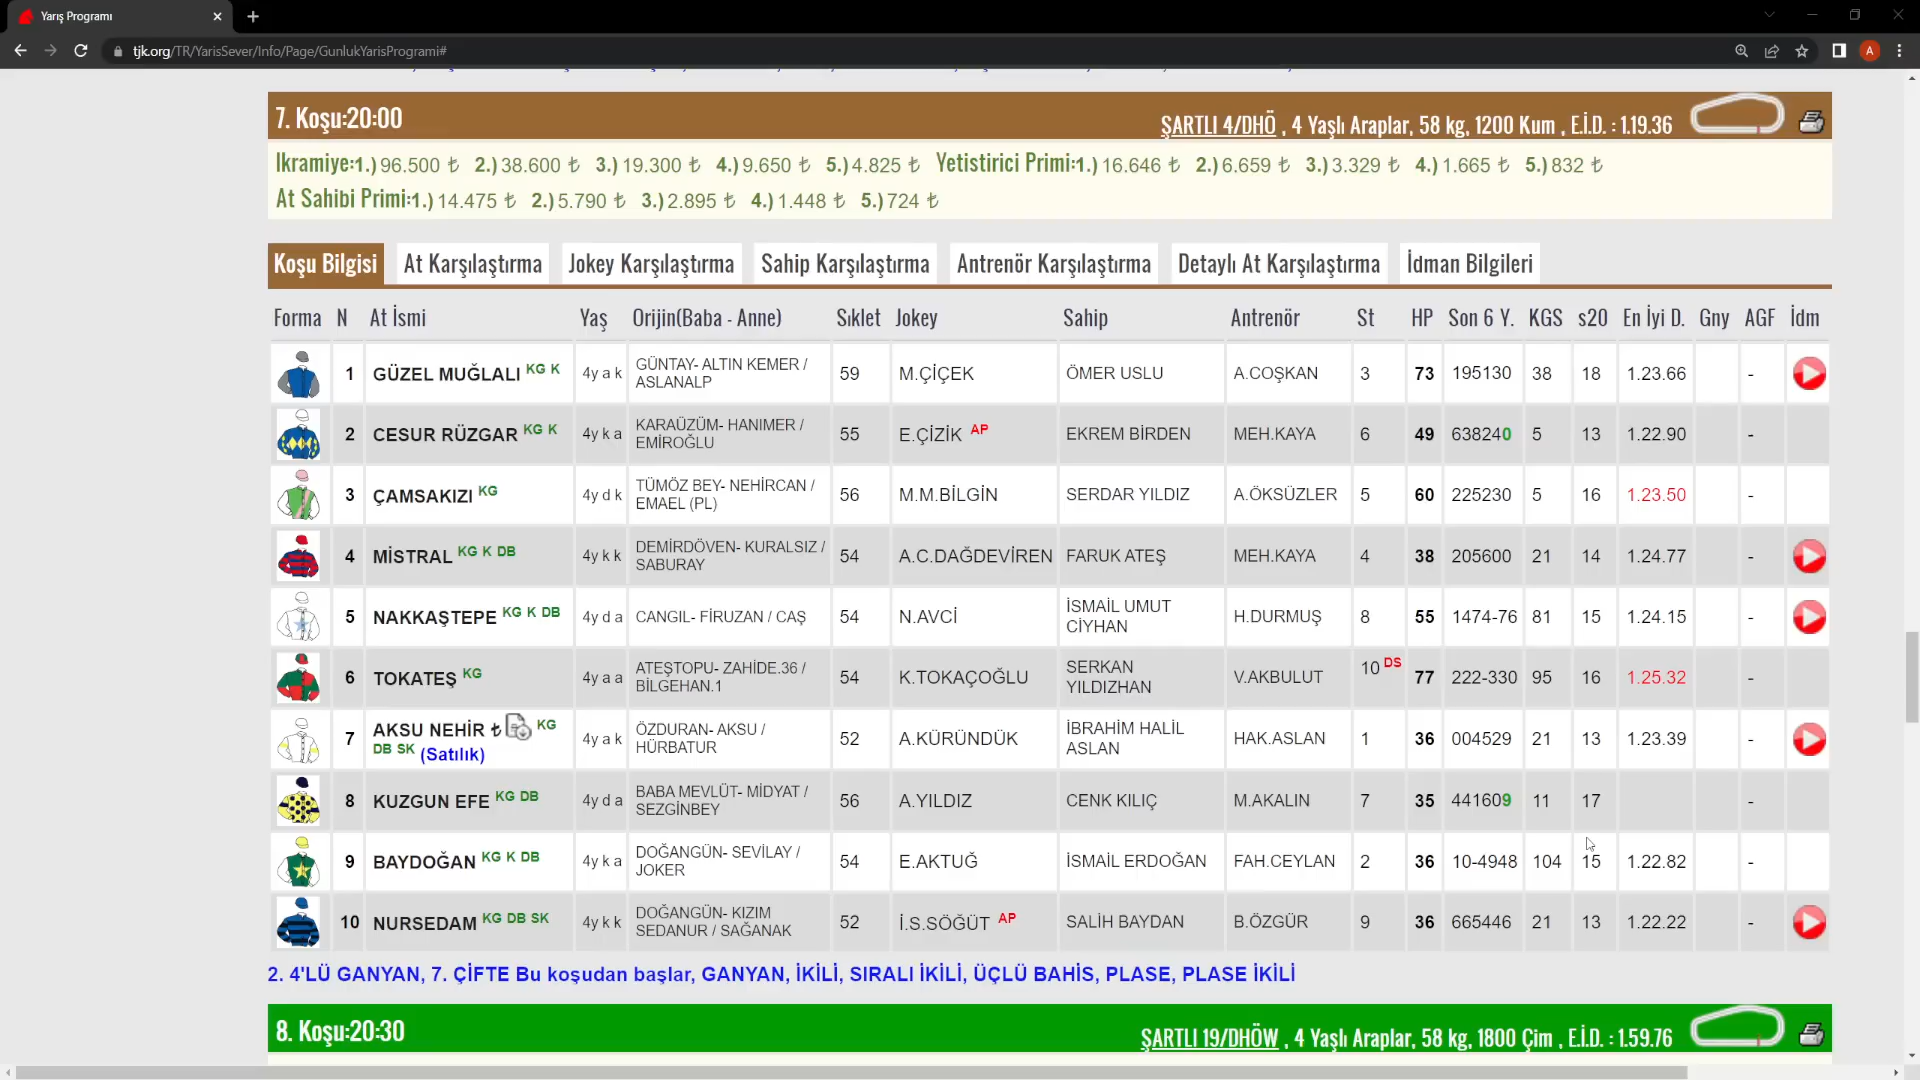 Yarış Programı
tjk.org/TR/YarisSever/Info/Page/GunlukYarisProgrami#
A
7. Koşu:20:00
ŞARTLI 4/DHÖ , 4 Yaşlı Araplar, 58 kg, 1200 Kum , E.İ.D. : 1.19.36
Ikramiye:1.) 96.500 ₺ 2.) 38.600 ₺ 3.) 19.300 ₺ 4.) 9.650 ₺ 5.) 4.825 ₺ Yetistirici Primi:1.) 16.646 ₺ 2.) 6.659 ₺ 3.) 3.329 ₺ 4.) 1.665 ₺ 5.) 832 ₺
At Sahibi Primi:1.) 14.475 ₺ 2.) 5.790 ₺ 3.) 2.895 ₺ 4.) 1.448 ₺ 5.) 724 ₺
Koşu Bilgisi At Karşılaştırma Jokey Karşılaştırma Sahip Karşılaştırma Antrenör Karşılaştırma Detaylı At Karşılaştırma İdman Bilgileri
Forma N At İsmi Yaş Orijin(Baba - Anne) Sıklet Jokey Sahip Antrenör St HP Son 6 Y. KGS s20 En İyi D. Gny AGF İdm
1 GÜZEL MUĞLALI KG K 4y a k GÜNTAY- ALTIN KEMER / ASLANALP 59 M.ÇİÇEK ÖMER USLU A.COŞKAN 3 73 195130 38 18 1.23.66 -
2 CESUR RÜZGAR KG K 4y k a KARAÜZÜM- HANIMER / EMİROĞLU 55 E.ÇİZİK AP EKREM BİRDEN MEH.KAYA 6 49 638240 5 13 1.22.90 -
3 ÇAMSAKIZI KG 4y d k TÜMÖZ BEY- NEHİRCAN / EMAEL (PL) 56 M.M.BİLGİN SERDAR YILDIZ A.ÖKSÜZLER 5 60 225230 5 16 1.23.50 -
4 MİSTRAL KG K DB 4y k k DEMİRDÖVEN- KURALSIZ / SABURAY 54 A.C.DAĞDEVİREN FARUK ATEŞ MEH.KAYA 4 38 205600 21 14 1.24.77 -
5 NAKKAŞTEPE KG K DB 4y d a CANGIL- FİRUZAN / CAŞ 54 N.AVCİ İSMAİL UMUT CİYHAN H.DURMUŞ 8 55 1474-76 81 15 1.24.15 -
6 TOKATEŞ KG 4y a a ATEŞTOPU- ZAHİDE.36 / BİLGEHAN.1 54 K.TOKAÇOĞLU SERKAN YILDIZHAN V.AKBULUT 10 DS 77 222-330 95 16 1.25.32 -
7 AKSU NEHİR ₺ KG DB SK (Satılık) 4y a k ÖZDURAN- AKSU / HÜRBATUR 52 A.KÜRÜNDÜK İBRAHİM HALİL ASLAN HAK.ASLAN 1 36 004529 21 13 1.23.39 -
8 KUZGUN EFE KG DB 4y d a BABA MEVLÜT- MİDYAT / SEZGİNBEY 56 A.YILDIZ CENK KILIÇ M.AKALIN 7 35 441609 11 17 -
9 BAYDOĞAN KG K DB 4y k a DOĞANGÜN- SEVİLAY / JOKER 54 E.AKTUĞ İSMAİL ERDOĞAN FAH.CEYLAN 2 36 10-4948 104 15 1.22.82 -
10 NURSEDAM KG DB SK 4y k k DOĞANGÜN- KIZIM SEDANUR / SAĞANAK 52 İ.S.SÖĞÜT AP SALİH BAYDAN B.ÖZGÜR 9 36 665446 21 13 1.22.22 -
2. 4'LÜ GANYAN, 7. ÇİFTE Bu koşudan başlar, GANYAN, İKİLİ, SIRALI İKİLİ, ÜÇLÜ BAHİS, PLASE, PLASE İKİLİ
8. Koşu:20:30
ŞARTLI 19/DHÖW , 4 Yaşlı Araplar, 58 kg, 1800 Çim , E.İ.D. : 1.59.76